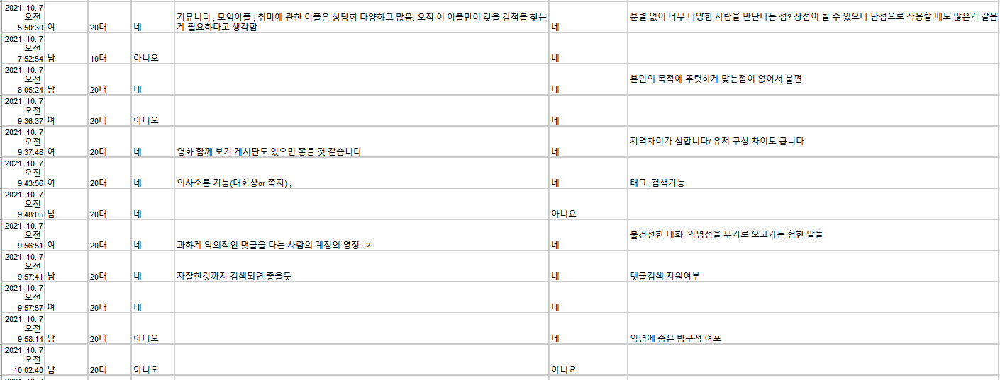 2021. 10. 7
오전
5:50:30 여 20대 네 커뮤니티 , 모임어플 , 취미에 관한 어플은 상당히 다양하고 많음. 오직 이 어플만이 갖을 강점을 찾는
게 필요하다고 생각함 네 분별 없이 너무 다양한 사람을 만난다는 점? 장점이 될 수 있으나 단점으로 작용할 때도 많은거 같음
2021. 10. 7
오전
7:52:54 남 10대 아니오 네
2021. 10. 7
오전
8:05:24 남 20대 네 네 본인의 목적에 뚜렷하게 맞는점이 없어서 불편
2021. 10. 7
오전
9:36:37 여 20대 아니오 네
2021. 10. 7
오전
9:37:48 여 20대 네 영화 함께 보기 게시판도 있으면 좋을 것 같습니다 네 지역차이가 심합니다/ 유저 구성 차이도 큽니다
2021. 10. 7
오전
9:43:56 여 20대 네 의사소통 기능(대화창or 쪽지) , 네 태그, 검색기능
2021. 10. 7
오전
9:48:05 남 20대 네 아니요
2021. 10. 7
오전
9:56:51 여 20대 네 과하게 악의적인 댓글을 다는 사람의 계정의 영정...? 네 불건전한 대화, 익명성을 무기로 오고가는 험한 말들
2021. 10. 7
오전
9:57:41 남 20대 네 자잘한것까지 검색되면 좋을듯 네 댓글검색 지원여부
2021. 10. 7
오전
9:57:57 여 20대 네 네
2021. 10. 7
오전
9:58:14 남 20대 아니오 네 익명에 숨은 방구석 여포
2021. 10. 7
오전
10:02:40 남 20대 아니오 아니요